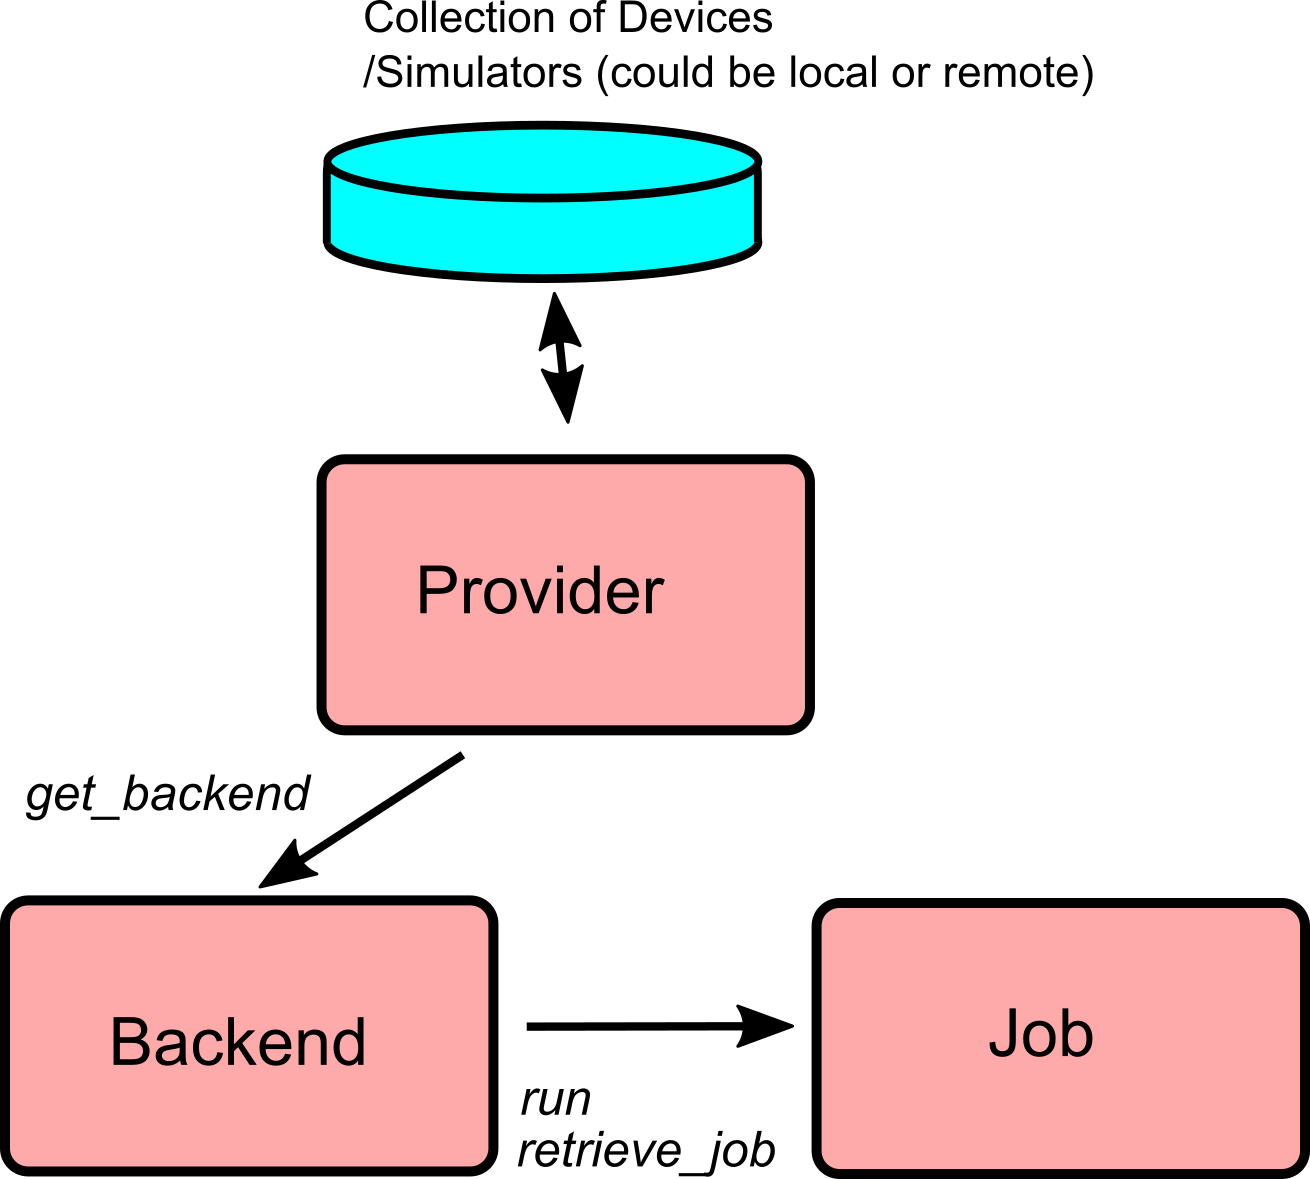 Collection of Devices
/Simulators (could be local or remote)
Provider
get_backend
Backend
Job
run
retrieve_job